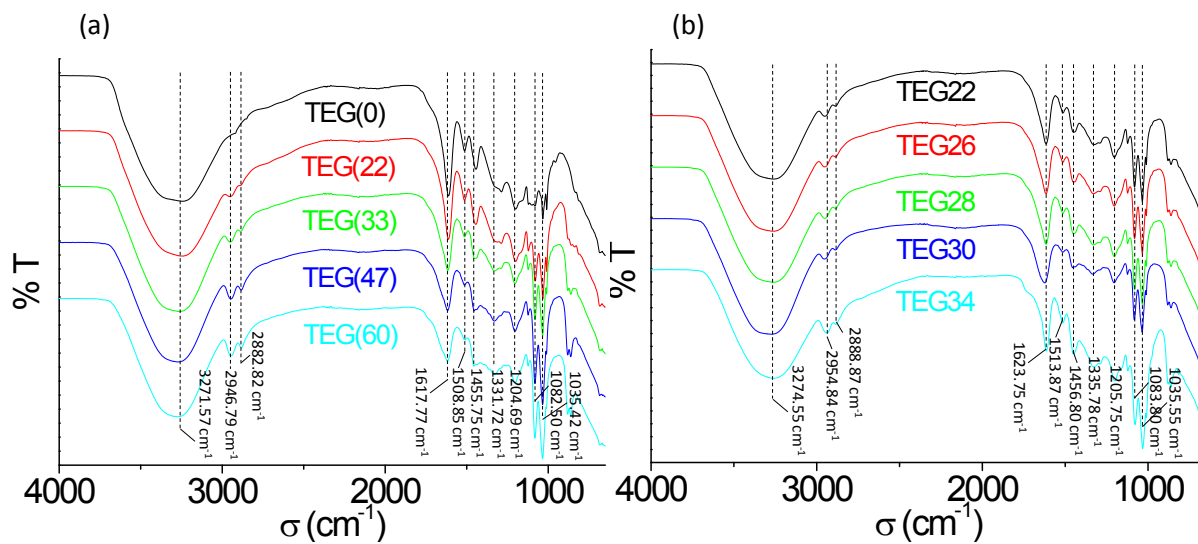 (a)
% T
TEG(0)
TEG(22)
TEG(33)
TEG(47)
TEG(60)
3271.57 cm⁻¹
2946.79 cm⁻¹
2882.82 cm⁻¹
1617.77 cm⁻¹
1508.85 cm⁻¹
1455.75 cm⁻¹
1331.72 cm⁻¹
1204.69 cm⁻¹
1082.50 cm⁻¹
1035.42 cm⁻¹
4000 3000 2000 1000
σ (cm⁻¹)
(b)
% T
TEG22
TEG26
TEG28
TEG30
TEG34
3274.55 cm⁻¹
2954.84 cm⁻¹
2888.87 cm⁻¹
1623.75 cm⁻¹
1513.87 cm⁻¹
1456.80 cm⁻¹
1335.78 cm⁻¹
1205.75 cm⁻¹
1083.80 cm⁻¹
1035.55 cm⁻¹
4000 3000 2000 1000
σ (cm⁻¹)